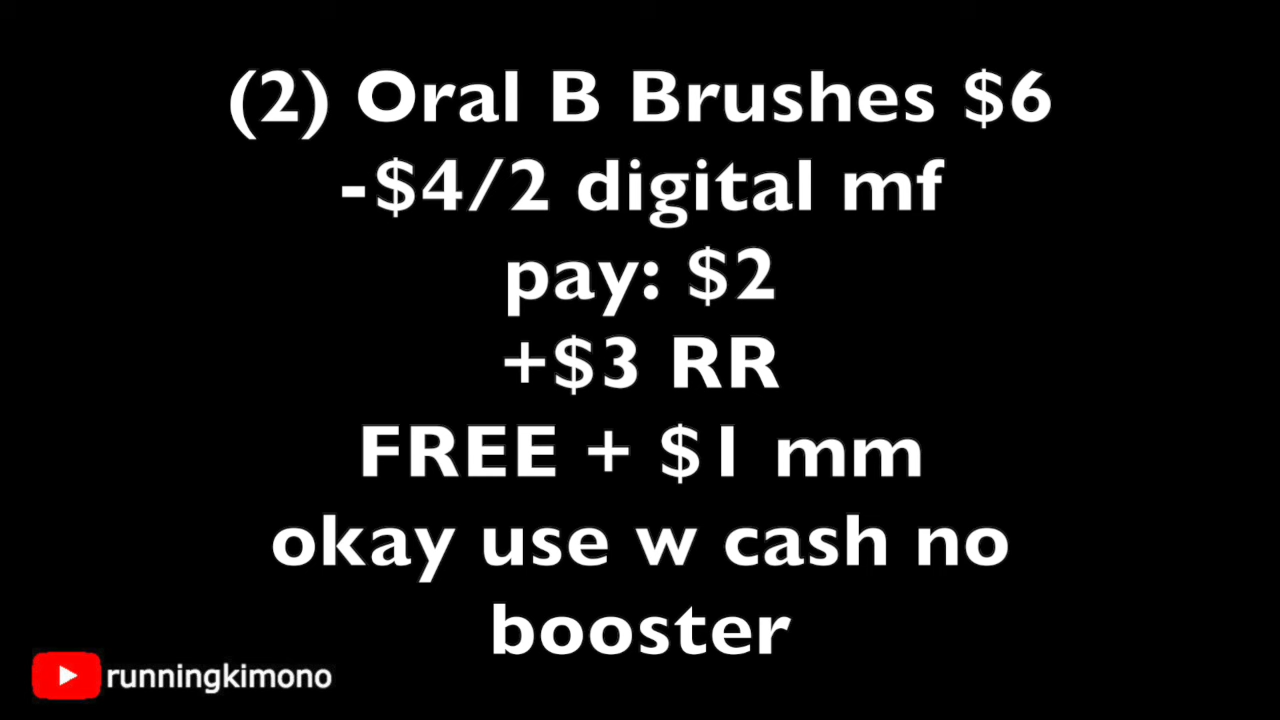 (2) Oral B Brushes $6
-$4/2 digital mf
pay: $2
+$3 RR
FREE + $1 mm
okay use w cash no
booster
runningkimono